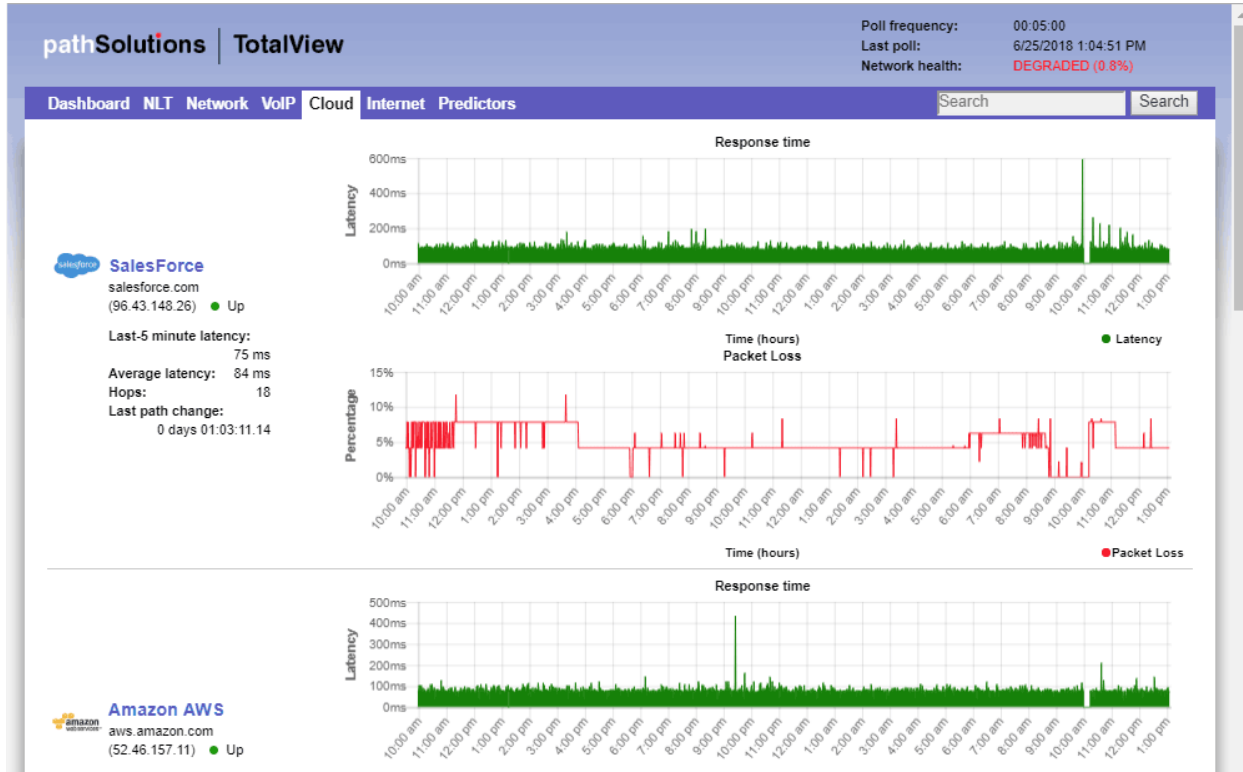 pathSolutions | TotalView
Poll frequency: 00:05:00
Last poll: 6/25/2018 1:04:51 PM
Network health: DEGRADED (0.8%)
Dashboard NLT Network VoIP Cloud Internet Predictors Search Search
Response time
600ms
400ms
200ms
0ms
Latency
10:00 am 11:00 am 12:00 pm 1:00 pm 2:00 pm 3:00 pm 4:00 pm 5:00 pm 6:00 pm 7:00 pm 8:00 pm 9:00 pm 10:00 pm 11:00 pm 12:00 am 1:00 am 2:00 am 3:00 am 4:00 am 5:00 am 6:00 am 7:00 am 8:00 am 9:00 am 10:00 am 11:00 am 12:00 pm 1:00 pm
Time (hours)
Latency
salesforce
SalesForce
salesforce.com
(96.43.148.26) Up
Last-5 minute latency:
75 ms
Average latency: 84 ms
Hops: 18
Last path change:
0 days 01:03:11.14
Packet Loss
15%
10%
5%
0%
Percentage
10:00 am 11:00 am 12:00 pm 1:00 pm 2:00 pm 3:00 pm 4:00 pm 5:00 pm 6:00 pm 7:00 pm 8:00 pm 9:00 pm 10:00 pm 11:00 pm 12:00 am 1:00 am 2:00 am 3:00 am 4:00 am 5:00 am 6:00 am 7:00 am 8:00 am 9:00 am 10:00 am 11:00 am 12:00 pm 1:00 pm
Time (hours)
Packet Loss
Response time
500ms
400ms
300ms
200ms
100ms
0ms
Latency
10:00 am 11:00 am 12:00 pm 1:00 pm 2:00 pm 3:00 pm 4:00 pm 5:00 pm 6:00 pm 7:00 pm 8:00 pm 9:00 pm 10:00 pm 11:00 pm 12:00 am 1:00 am 2:00 am 3:00 am 4:00 am 5:00 am 6:00 am 7:00 am 8:00 am 9:00 am 10:00 am 11:00 am 12:00 pm 1:00 pm
amazon
web services
Amazon AWS
aws.amazon.com
(52.46.157.11) Up